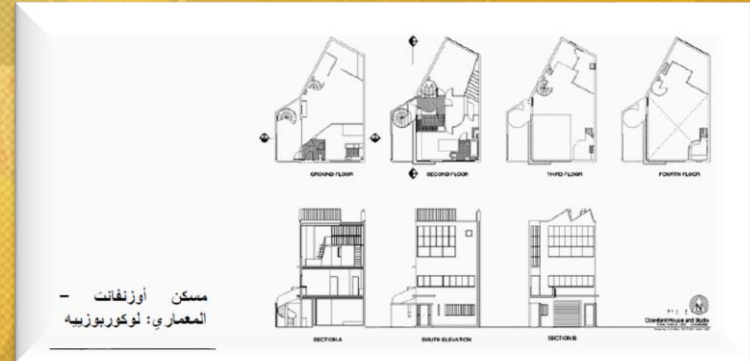 GROUND FLOOR
SECOND FLOOR
THIRD FLOOR
FOURTH FLOOR
مسكن أوزنفانت –
المعماري: لوكوربوزييه
SECTION A
SOUTH ELEVATION
SECTION B
Ozenfant House and Studio